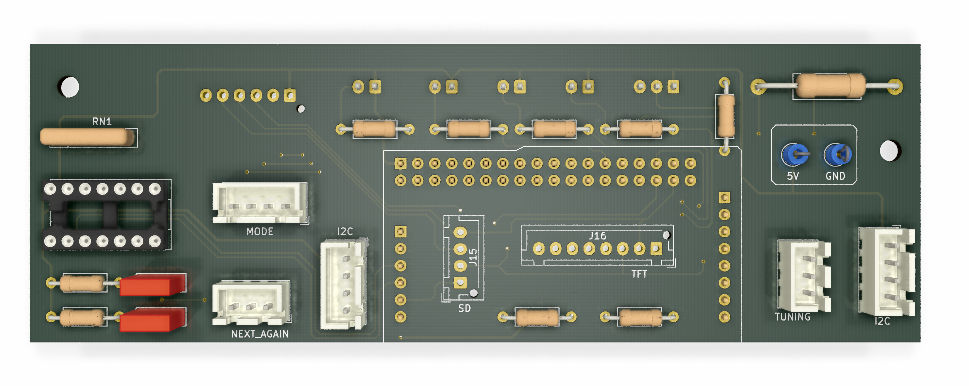 RN1
5V
GND
MODE
I2C
J15
J16
TFT
SD
TUNING
I2C
NEXT_AGAIN